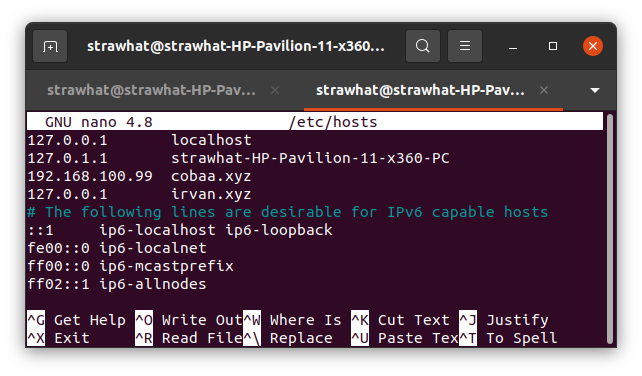 strawhat@strawhat-HP-Pavilion-11-x360...
strawhat@strawhat-HP-Pav... × strawhat@strawhat-HP-Pav... ×
GNU nano 4.8 /etc/hosts
127.0.0.1 localhost
127.0.1.1 strawhat-HP-Pavilion-11-x360-PC
192.168.100.99 cobaa.xyz
127.0.0.1 irvan.xyz
# The following lines are desirable for IPv6 capable hosts
::1 ip6-localhost ip6-loopback
fe00::0 ip6-localnet
ff00::0 ip6-mcastprefix
ff02::1 ip6-allnodes
^G Get Help ^O Write Out^W Where Is ^K Cut Text ^J Justify
^X Exit ^R Read File^\ Replace ^U Paste Tex^T To Spell